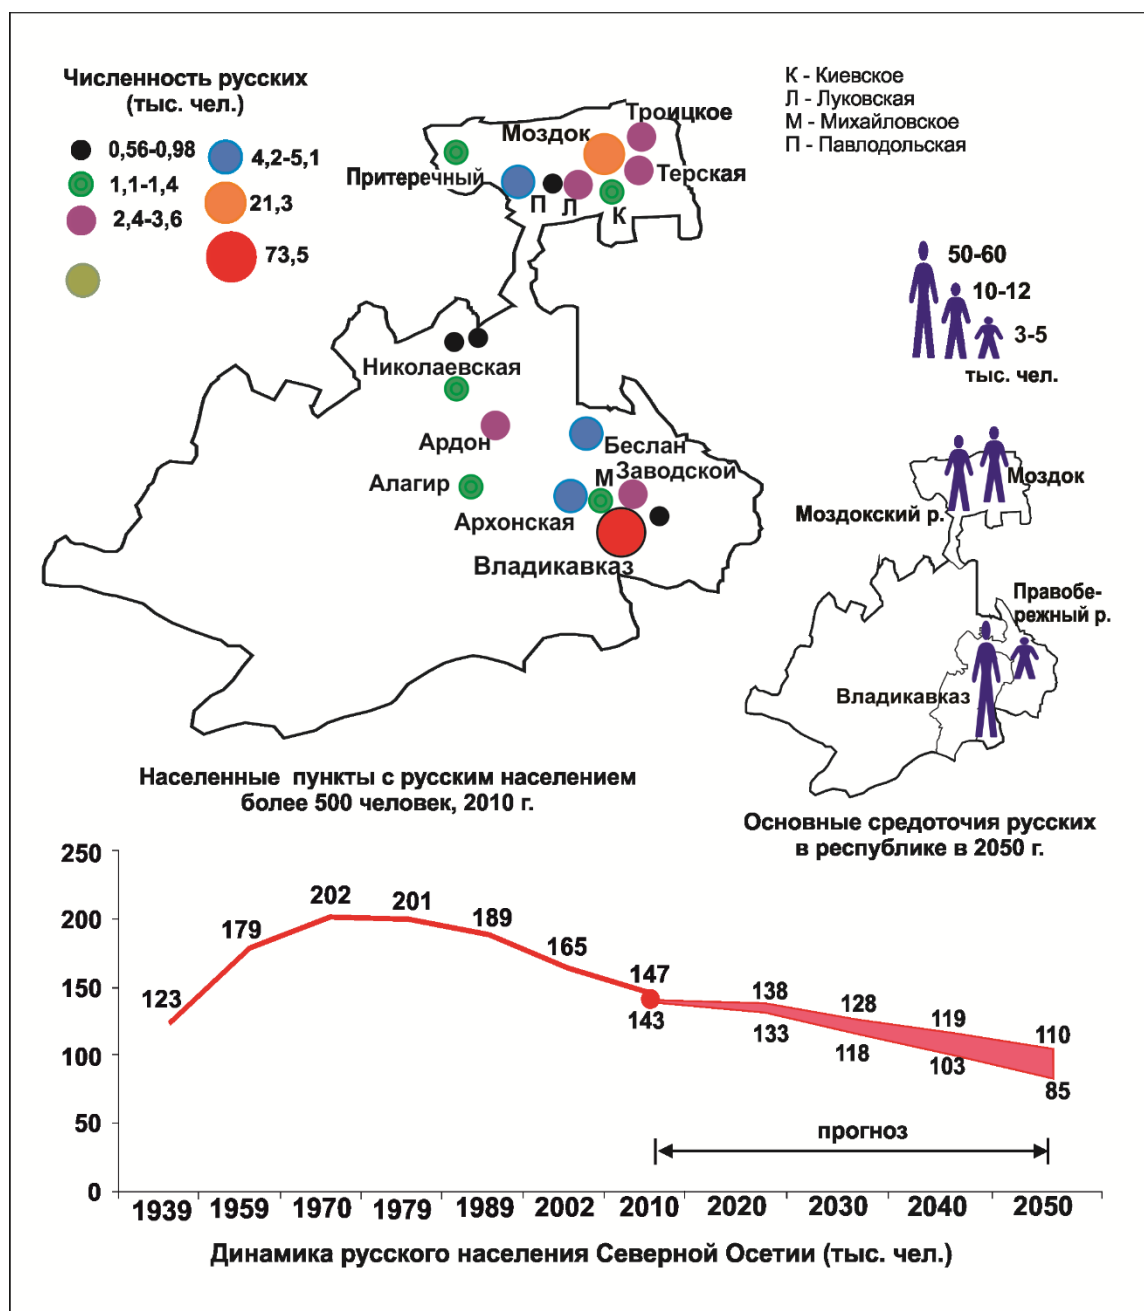 Численность русских
(тыс. чел.)
0,56-0,98
1,1-1,4
2,4-3,6
4,2-5,1
21,3
73,5
К - Киевское
Л - Луковская
М - Михайловское
П - Павлодольская
Троицкое
Моздок
Притеречный
Терская
П
Л
К
Николаевская
Ардон
Беслан
Заводской
Алагир
М
Архонская
Владикавказ
50-60
10-12
3-5
тыс. чел.
Моздок
Моздокский р.
Правобе-
режный р.
Владикавказ
Населенные пункты с русским населением
более 500 человек, 2010 г.
Основные средоточия русских
в республике в 2050 г.
250
200
150
100
50
0
123
179
202
201
189
165
147
143
138
133
128
118
119
103
110
85
прогноз
1939
1959
1970
1979
1989
2002
2010
2020
2030
2040
2050
Динамика русского населения Северной Осетии (тыс. чел.)